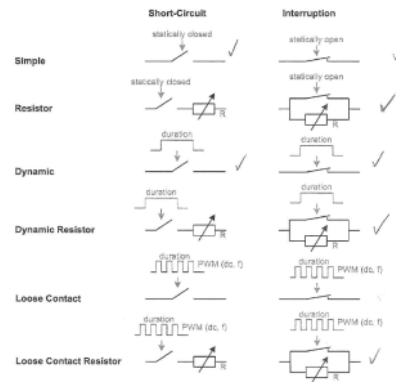 Short-Circuit Interruption
statically closed statically open
Simple
statically closed statically open
Resistor
R R
duration duration
Dynamic
duration duration
Dynamic Resistor
R R
duration duration
PWM (dc, f) PWM (dc, f)
Loose Contact
duration duration
PWM (dc, f) PWM (dc, f)
Loose Contact Resistor
R R